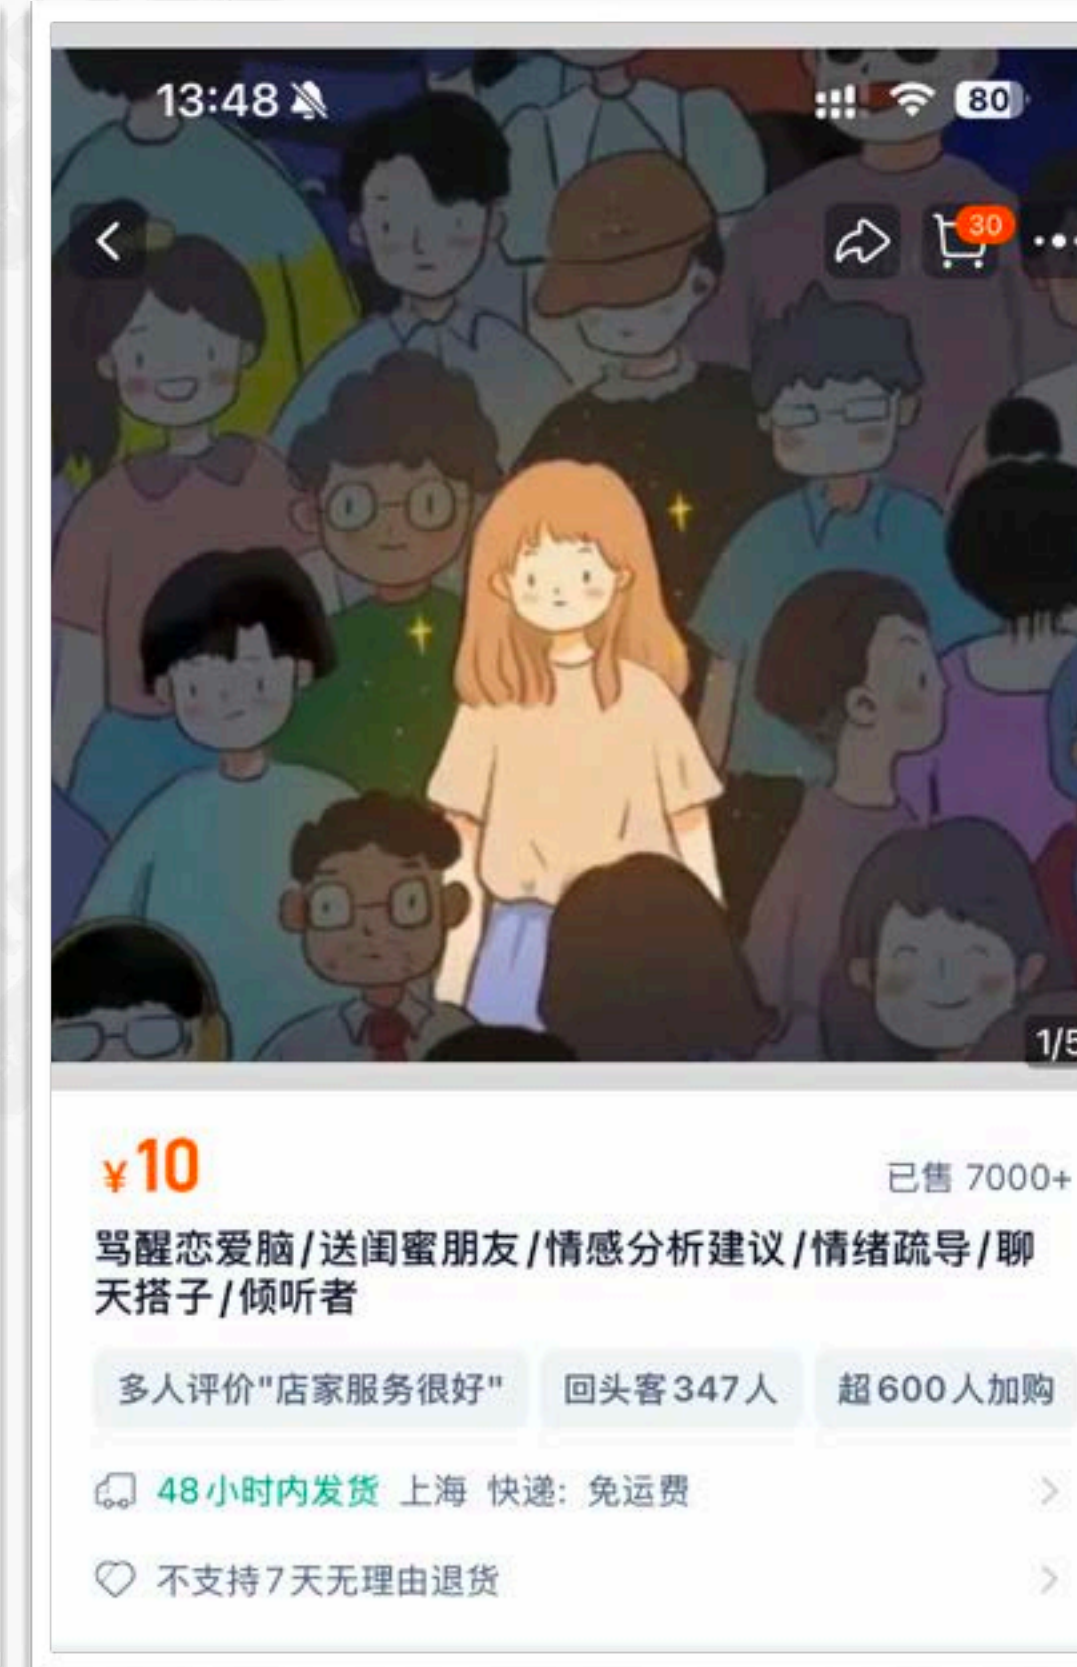 13:48
80
30
1/5
¥10
已售 7000+
骂醒恋爱脑/送闺蜜朋友/情感分析建议/情绪疏导/聊
天搭子/倾听者
多人评价"店家服务很好" 回头客347人 超600人加购
48小时内发货 上海 快递: 免运费
不支持7天无理由退货